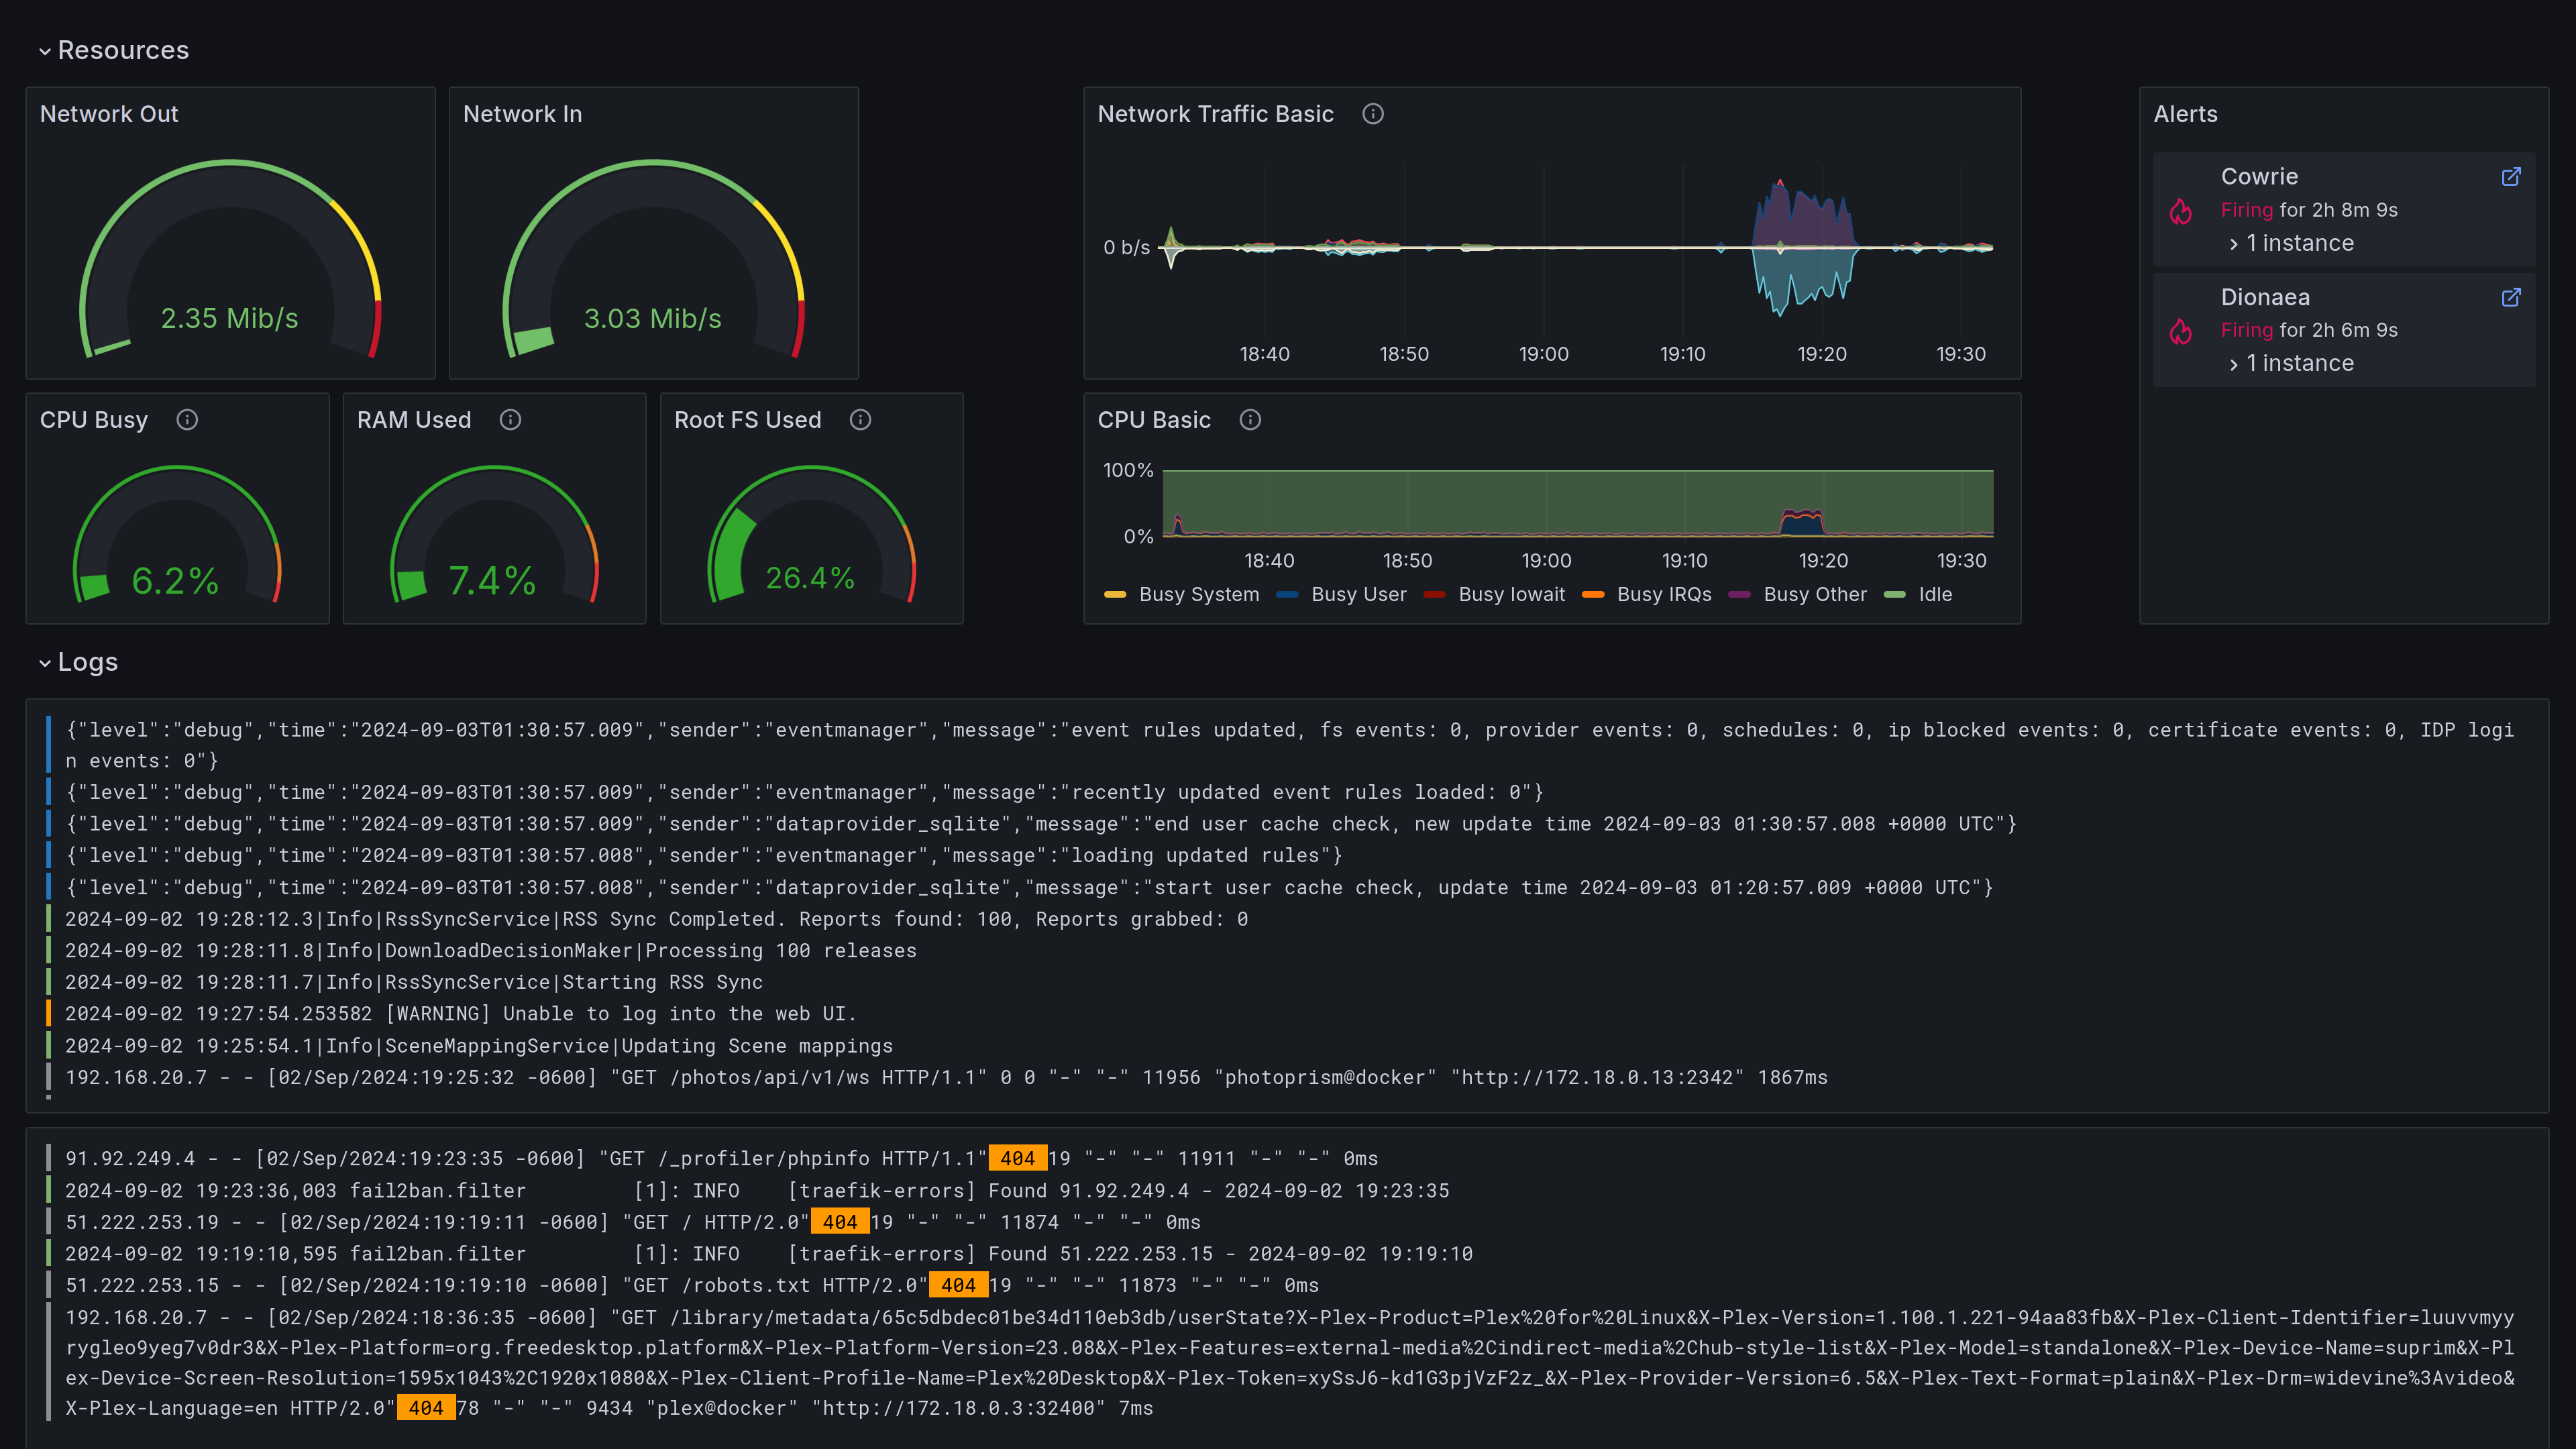 Resources
Network Out
2.35 Mib/s
Network In
3.03 Mib/s
Network Traffic Basic
0 b/s
18:40 18:50 19:00 19:10 19:20 19:30
Alerts
Cowrie
Firing for 2h 8m 9s
1 instance
Dionaea
Firing for 2h 6m 9s
1 instance
CPU Busy
6.2%
RAM Used
7.4%
Root FS Used
26.4%
CPU Basic
100%
0%
18:40 18:50 19:00 19:10 19:20 19:30
Busy System Busy User Busy Iowait Busy IRQs Busy Other Idle
Logs
{"level":"debug","time":"2024-09-03T01:30:57.009","sender":"eventmanager","message":"event rules updated, fs events: 0, provider events: 0, schedules: 0, ip blocked events: 0, certificate events: 0, IDP logi
n events: 0"}
{"level":"debug","time":"2024-09-03T01:30:57.009","sender":"eventmanager","message":"recently updated event rules loaded: 0"}
{"level":"debug","time":"2024-09-03T01:30:57.009","sender":"dataprovider_sqlite","message":"end user cache check, new update time 2024-09-03 01:30:57.008 +0000 UTC"}
{"level":"debug","time":"2024-09-03T01:30:57.008","sender":"eventmanager","message":"loading updated rules"}
{"level":"debug","time":"2024-09-03T01:30:57.008","sender":"dataprovider_sqlite","message":"start user cache check, update time 2024-09-03 01:20:57.009 +0000 UTC"}
2024-09-02 19:28:12.3|Info|RssSyncService|RSS Sync Completed. Reports found: 100, Reports grabbed: 0
2024-09-02 19:28:11.8|Info|DownloadDecisionMaker|Processing 100 releases
2024-09-02 19:28:11.7|Info|RssSyncService|Starting RSS Sync
2024-09-02 19:27:54.253582 [WARNING] Unable to log into the web UI.
2024-09-02 19:25:54.1|Info|SceneMappingService|Updating Scene mappings
192.168.20.7 - - [02/Sep/2024:19:25:32 -0600] "GET /photos/api/v1/ws HTTP/1.1" 0 0 "-" "-" 11956 "photoprism@docker" "http://172.18.0.13:2342" 1867ms
91.92.249.4 - - [02/Sep/2024:19:23:35 -0600] "GET /_profiler/phpinfo HTTP/1.1" 404 19 "-" "-" 11911 "-" "-" 0ms
2024-09-02 19:23:36,003 fail2ban.filter [1]: INFO [traefik-errors] Found 91.92.249.4 - 2024-09-02 19:23:35
51.222.253.19 - - [02/Sep/2024:19:19:11 -0600] "GET / HTTP/2.0" 404 19 "-" "-" 11874 "-" "-" 0ms
2024-09-02 19:19:10,595 fail2ban.filter [1]: INFO [traefik-errors] Found 51.222.253.15 - 2024-09-02 19:19:10
51.222.253.15 - - [02/Sep/2024:19:19:10 -0600] "GET /robots.txt HTTP/2.0" 404 19 "-" "-" 11873 "-" "-" 0ms
192.168.20.7 - - [02/Sep/2024:18:36:35 -0600] "GET /library/metadata/65c5dbdec01be34d110eb3db/userState?X-Plex-Product=Plex%20for%20Linux&X-Plex-Version=1.100.1.221-94aa83fb&X-Plex-Client-Identifier=luuvvmyy
rygleo9yeg7v0dr3&X-Plex-Platform=org.freedesktop.platform&X-Plex-Platform-Version=23.08&X-Plex-Features=external-media%2Cindirect-media%2Chub-style-list&X-Plex-Model=standalone&X-Plex-Device-Name=suprim&X-Pl
ex-Device-Screen-Resolution=1595x1043%2C1920x1080&X-Plex-Client-Profile-Name=Plex%20Desktop&X-Plex-Token=xySsJ6-kd1G3pjVzF2z_&X-Plex-Provider-Version=6.5&X-Plex-Text-Format=plain&X-Plex-Drm=widevine%3Avideo&
X-Plex-Language=en HTTP/2.0" 404 78 "-" "-" 9434 "plex@docker" "http://172.18.0.3:32400" 7ms